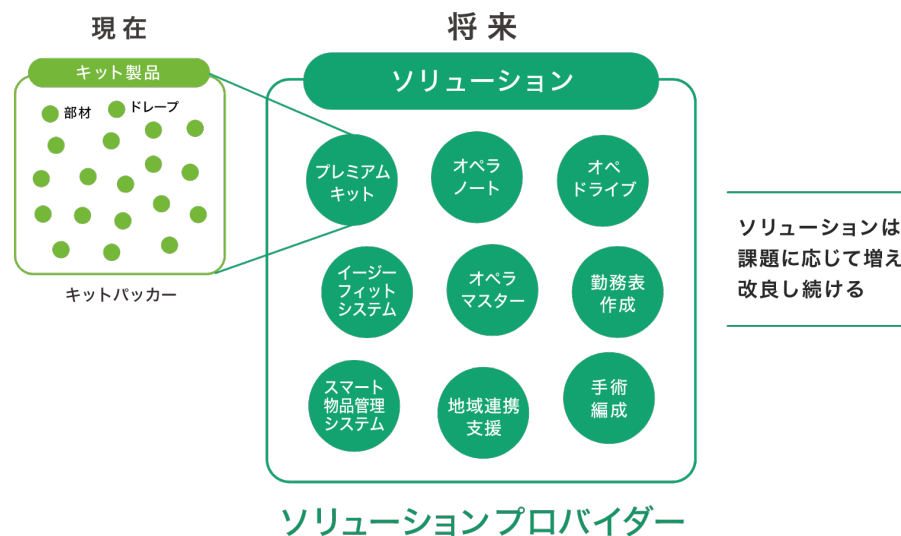 現在
キット製品
部材
ドレープ
キットパッカー
将来
ソリューション
プレミアム
キット
オペラ
ノート
オペ
ドライブ
イージー
フィット
システム
オペラ
マスター
勤務表
作成
スマート
物品管理
システム
地域連携
支援
手術
編成
ソリューションプロバイダー
ソリューションは
課題に応じて増え
改良し続ける